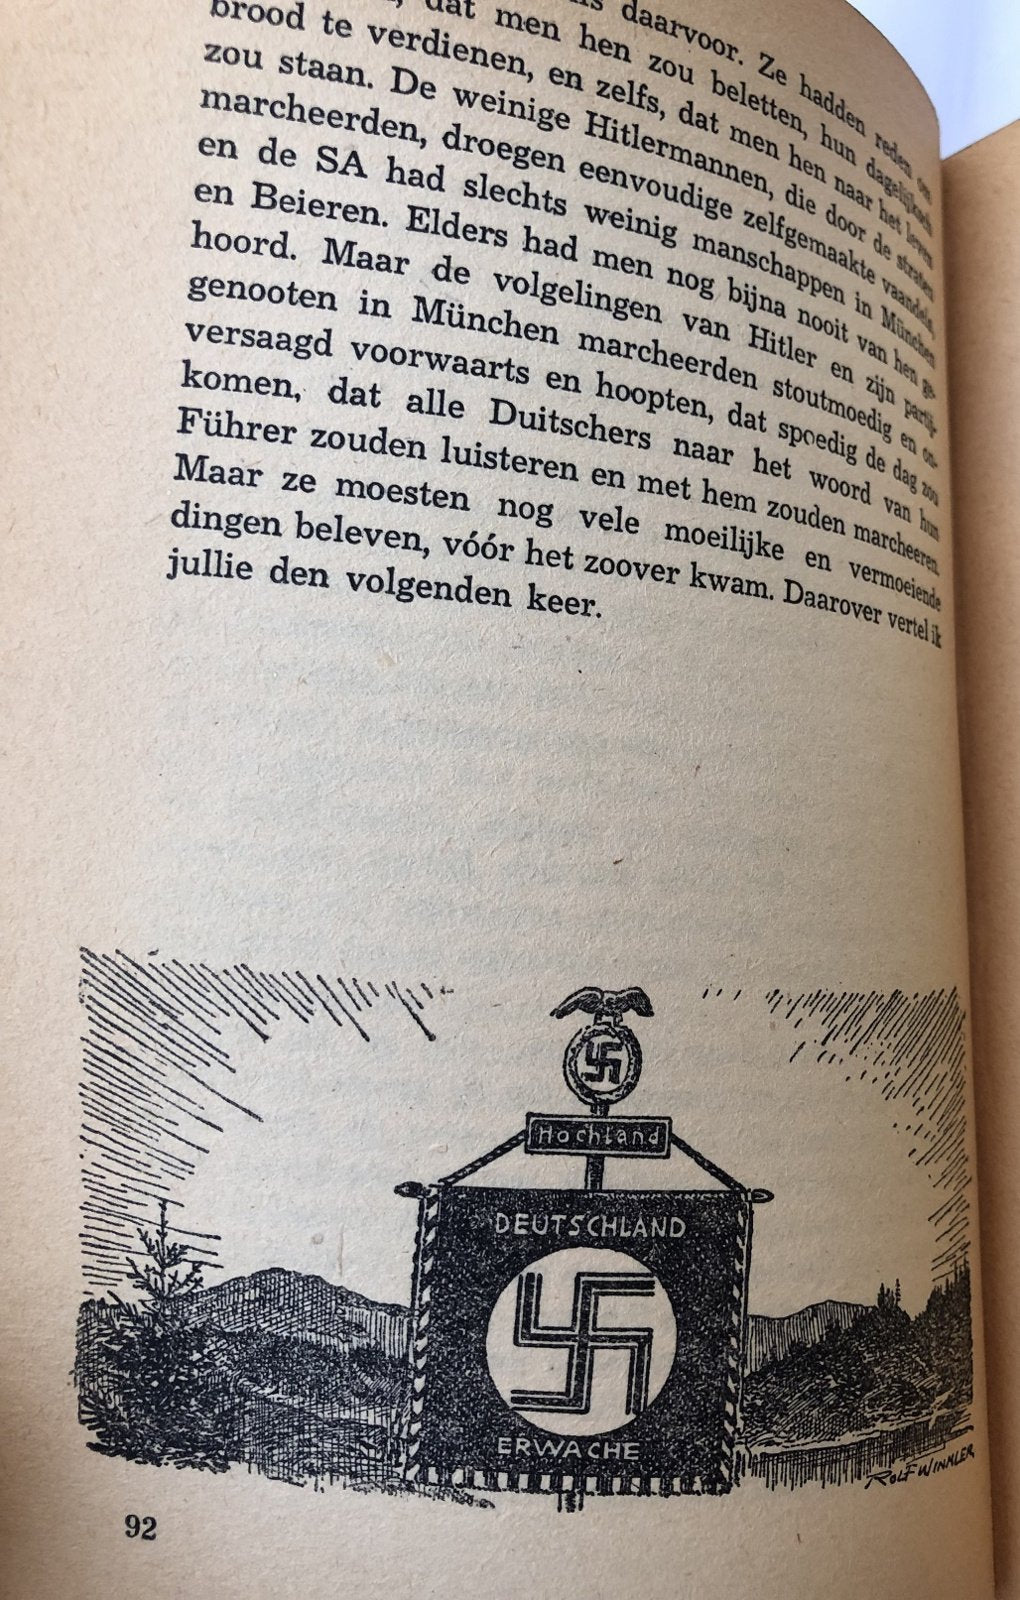 daarvoor. Ze hadden reden om
dat men hen zou beletten, hun dagelijksch
brood te verdienen, en zelfs, dat men hen naar het leven
zou staan. De weinige Hitlermannen, die door de straten
marcheerden, droegen eenvoudige zelfgemaakte vaandels,
en de SA had slechts weinig manschappen in München
en Beieren. Elders had men nog bijna nooit van hen ge-
hoord. Maar de volgelingen van Hitler en zijn partij-
genooten in München marcheerden stoutmoedig en on-
versaagd voorwaarts en hoopten, dat spoedig de dag zou
komen, dat alle Duitschers naar het woord van hun
Führer zouden luisteren en met hem zouden marcheeren.
Maar ze moesten nog vele moeilijke en vermoeiende
dingen beleven, vóór het zoover kwam. Daarover vertel ik
jullie den volgenden keer.
Hochland
DEUTSCHLAND
ERWACHE
ROLF WINKLER
92